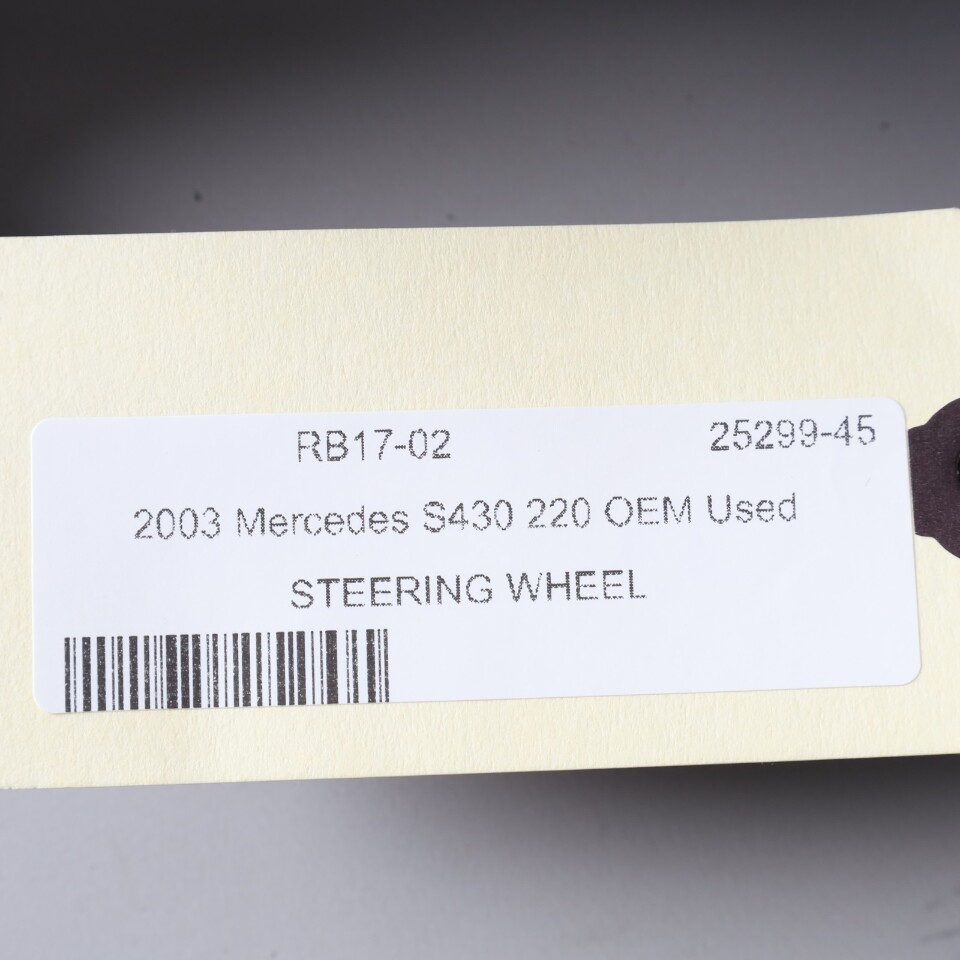 RB17-02 25299-45
2003 Mercedes S430 220 OEM Used
STEERING WHEEL